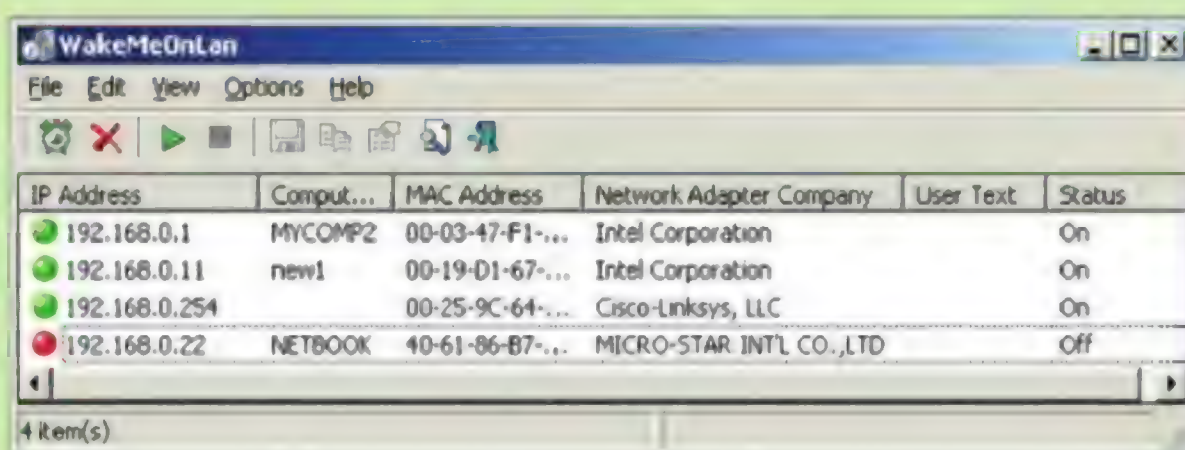 WakeMeOnLan
File Edit View Options Help
IP Address Comput... MAC Address Network Adapter Company User Text Status
192.168.0.1 MYCOMP2 00-03-47-F1-... Intel Corporation On
192.168.0.11 new1 00-19-D1-67-... Intel Corporation On
192.168.0.254 00-25-9C-64-... Cisco-Linksys, LLC On
192.168.0.22 NETBOOK 40-61-86-B7-... MICRO-STAR INT'L CO.,LTD Off
4 item(s)